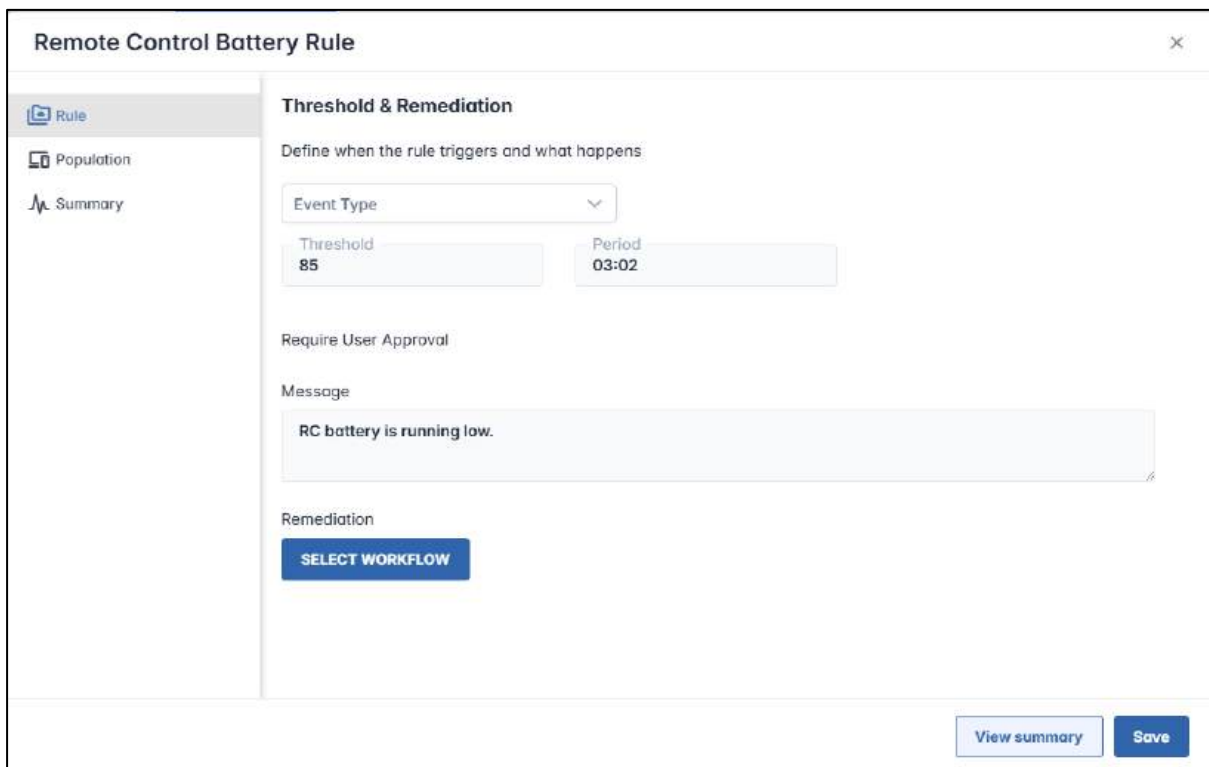 Remote Control Battery Rule
Rule
Population
Summary
Threshold & Remediation
Define when the rule triggers and what happens
Event Type
Threshold
85
Period
03:02
Require User Approval
Message
RC battery is running low.
Remediation
SELECT WORKFLOW
View summary
Save